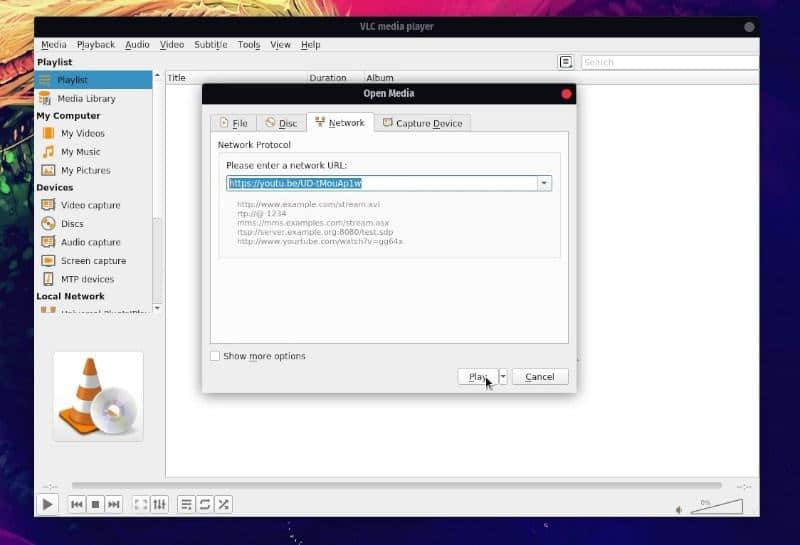 VLC media player
Media Playback Audio Video Subtitle Tools View Help
Playlist
Search
Playlist
Title Duration Album
Media Library
My Computer
My Videos
My Music
My Pictures
Devices
Video capture
Discs
Audio capture
Screen capture
MTP devices
Local Network
Open Media
File Disc Network Capture Device
Network Protocol
Please enter a network URL:
https://youtu.be/UD-tMouAp1w
http://www.example.com/stream.avi
rtp://@:1234
mms://mms.examples.com/stream.asx
rtsp://server.example.org:8080/test.sdp
http://www.yourtube.com/watch?v=gg64x
Show more options
Play Cancel
--:-- --:--
0%